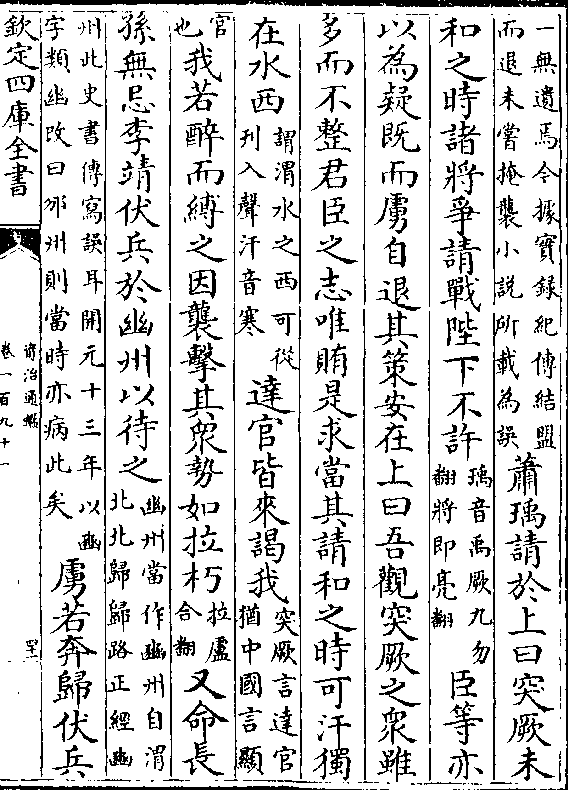 一無遺焉今據實録紀傳結盟
而退未嘗掩襲小說所載為誤
蕭瑀請於上曰突厥未
和之時諸將爭請戰陛下不許
瑀音禹厥九勿
翻將即亮翻
臣等亦
以為疑既而虜自退其策安在上曰吾觀突厥之衆雖
多而不整君臣之志唯賄是求當其請和之時可汗獨
在水西
謂渭水之西可從
刋入聲汗音寒
達官皆來謁我
突厥言達官
猶中國言顯
官
也
我若醉而縛之因襲擊其衆勢如拉朽
拉盧
合翻
又命長
孫無忌李靖伏兵於幽州以待之
幽州當作豳州自渭
北北歸歸路正經豳
州此史書傳寫誤耳開元十三年以豳
字類幽改曰邠州則當時亦病此矣
虜若奔歸伏兵
欽定四庫全書
資治通鑑
卷一百九十一